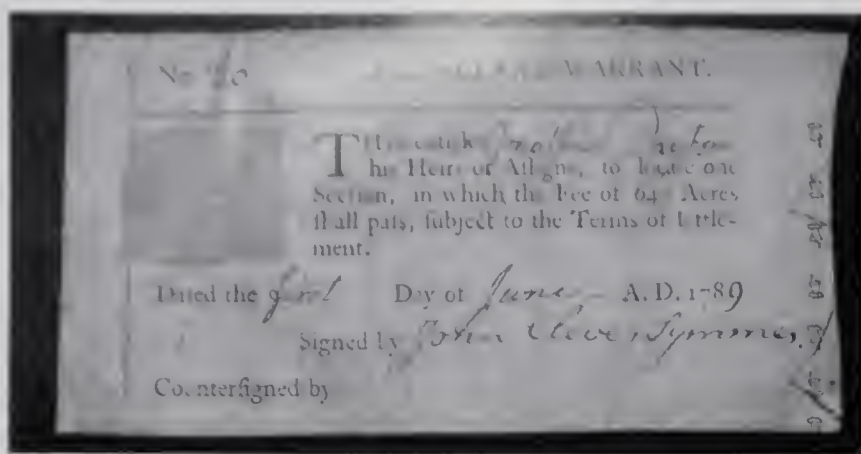 No
WARRANT.
THis entitles
his Heirs or Aſſigns, to locate one
Section, in which the Fee of 640 Acres
ſhall paſs, ſubject to the Terms of ſettle-
ment.
Dated the firſt Day of June A. D. 1789
Signed by John Cleves Symmes.
Counterſigned by